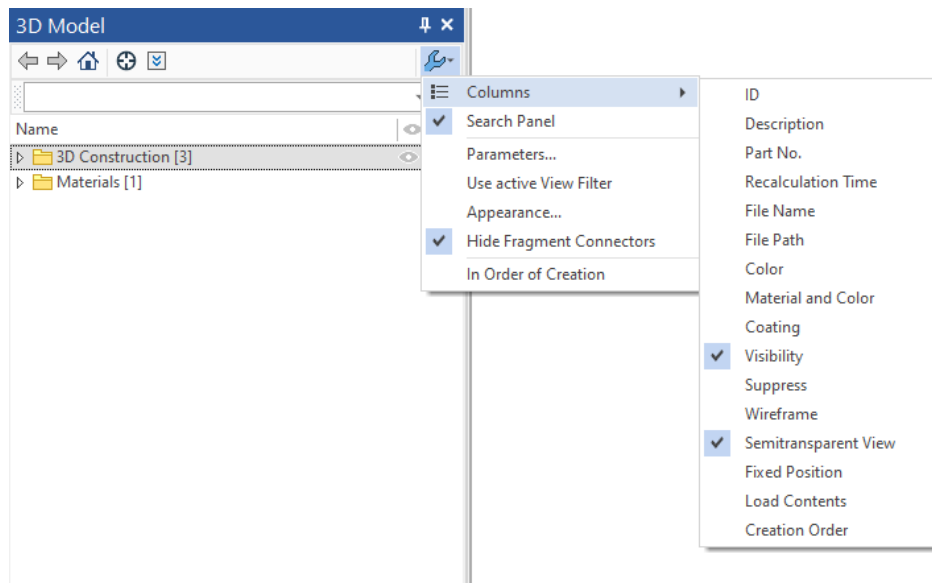 3D Model
Name
3D Construction [3]
Materials [1]
Columns
Search Panel
Parameters...
Use active View Filter
Appearance...
Hide Fragment Connectors
In Order of Creation
ID
Description
Part No.
Recalculation Time
File Name
File Path
Color
Material and Color
Coating
Visibility
Suppress
Wireframe
Semitransparent View
Fixed Position
Load Contents
Creation Order